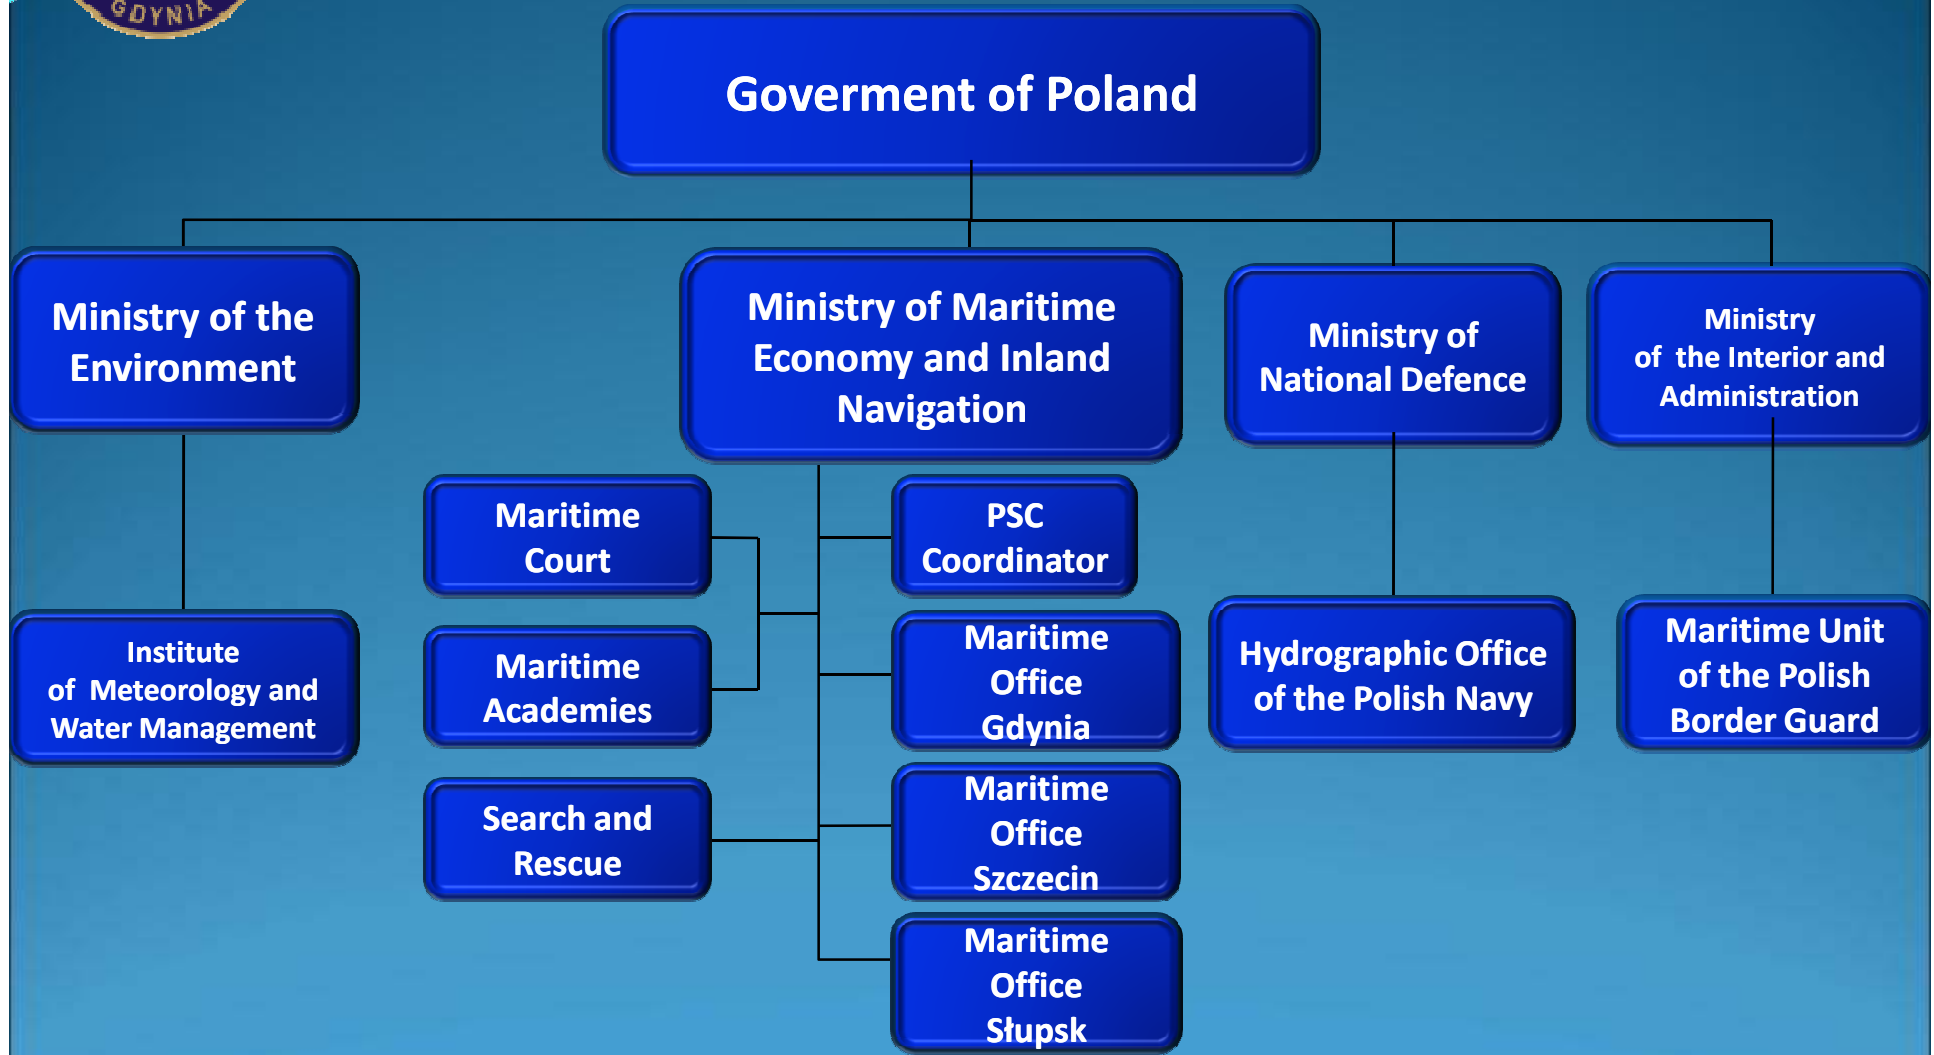 GDYNIA
Goverment of Poland
Ministry of the
Environment
Ministry of Maritime
Economy and Inland
Navigation
Ministry of
National Defence
Ministry
of the Interior and
Administration
Maritime
Court
PSC
Coordinator
Institute
of Meteorology and
Water Management
Maritime
Academies
Maritime
Office
Gdynia
Hydrographic Office
of the Polish Navy
Maritime Unit
of the Polish
Border Guard
Search and
Rescue
Maritime
Office
Szczecin
Maritime
Office
Słupsk